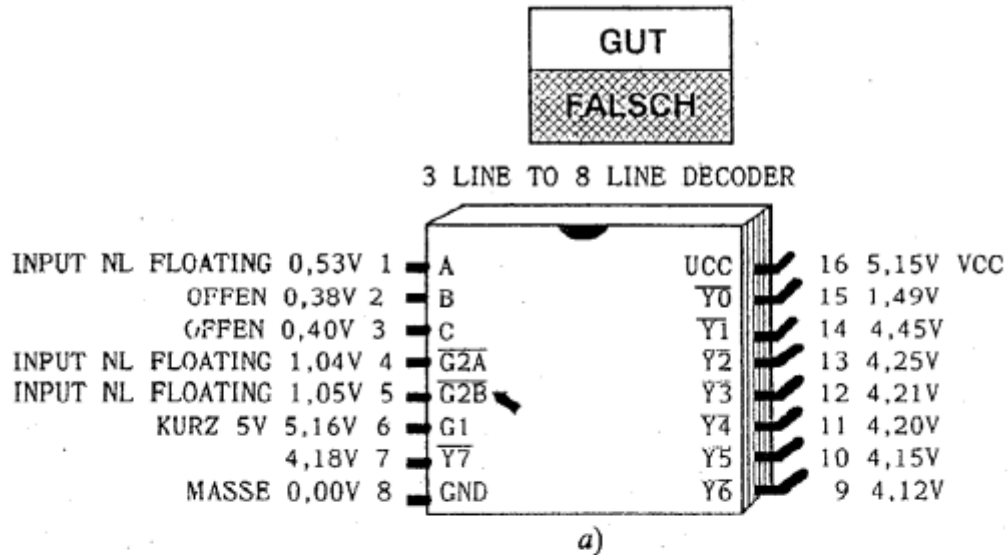 GUT
FALSCH
3 LINE TO 8 LINE DECODER
INPUT NL FLOATING 0,53V 1 A UCC 16 5,15V VCC
OFFEN 0,38V 2 B Y0 15 1,49V
OFFEN 0,40V 3 C Y1 14 4,45V
INPUT NL FLOATING 1,04V 4 G2A Y2 13 4,25V
INPUT NL FLOATING 1,05V 5 G2B Y3 12 4,21V
KURZ 5V 5,16V 6 G1 Y4 11 4,20V
4,18V 7 Y7 Y5 10 4,15V
MASSE 0,00V 8 GND Y6 9 4,12V
a)